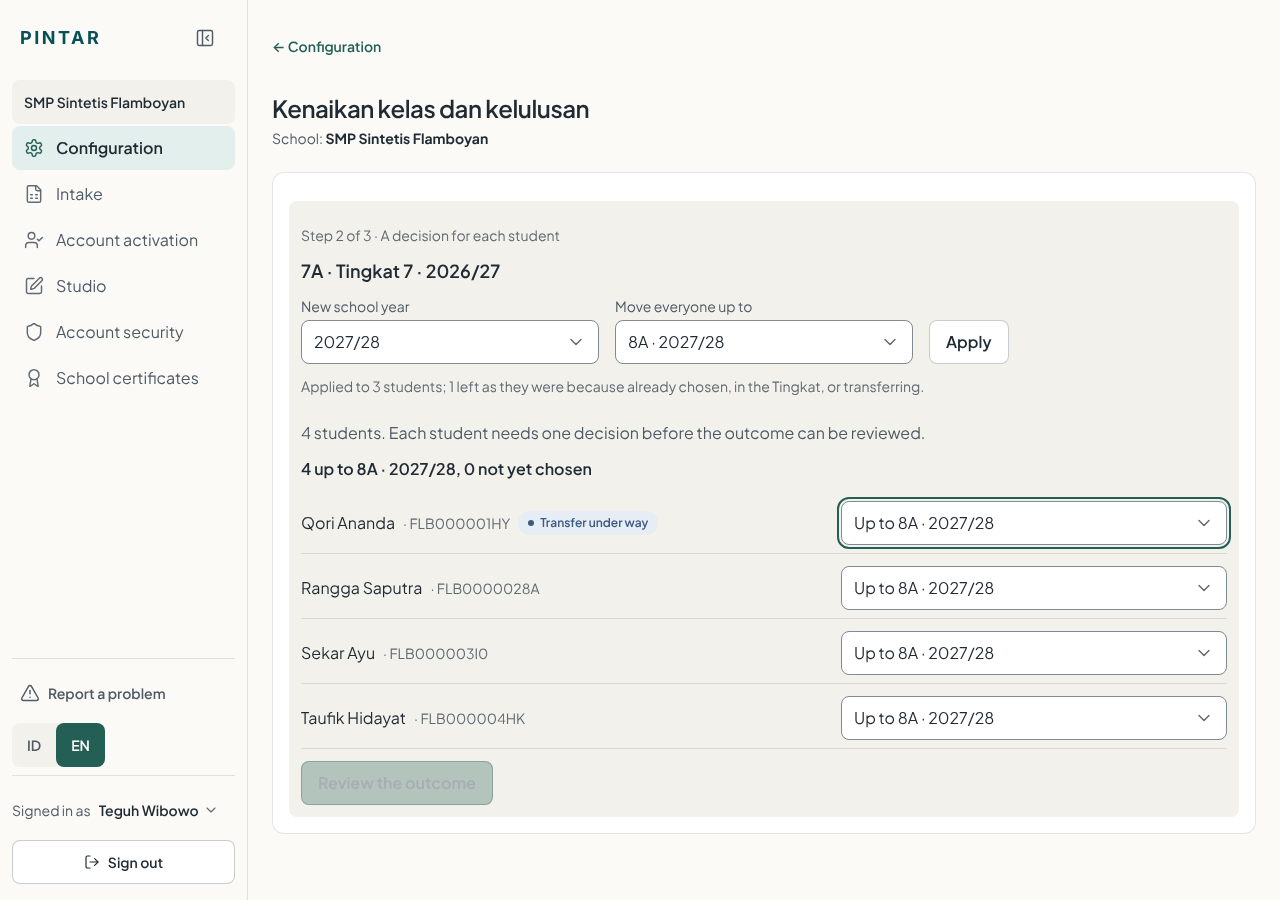 PINTAR
SMP Sintetis Flamboyan
Configuration
Intake
Account activation
Studio
Account security
School certificates
Report a problem
ID EN
Signed in as Teguh Wibowo
Sign out
← Configuration
Kenaikan kelas dan kelulusan
School: SMP Sintetis Flamboyan
Step 2 of 3 · A decision for each student
7A · Tingkat 7 · 2026/27
New school year Move everyone up to
2027/28 8A · 2027/28 Apply
Applied to 3 students; 1 left as they were because already chosen, in the Tingkat, or transferring.
4 students. Each student needs one decision before the outcome can be reviewed.
4 up to 8A · 2027/28, 0 not yet chosen
Qori Ananda · FLB000001HY Transfer under way Up to 8A · 2027/28
Rangga Saputra · FLB0000028A Up to 8A · 2027/28
Sekar Ayu · FLB000003I0 Up to 8A · 2027/28
Taufik Hidayat · FLB000004HK Up to 8A · 2027/28
Review the outcome